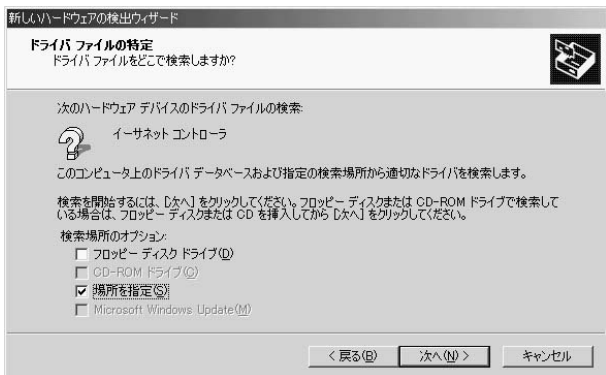 新しいハードウェアの検出ウィザード
ドライバ ファイルの特定
ドライバ ファイルをどこで検索しますか?
次のハードウェア デバイスのドライバ ファイルの検索:
イーサネット コントローラ
このコンピュータ上のドライバ データベースおよび指定の検索場所から適切なドライバを検索します。
検索を開始するには、[次へ] をクリックしてください。フロッピー ディスクまたは CD-ROM ドライブで検索して
いる場合は、フロッピー ディスクまたは CD を挿入してから [次へ] をクリックしてください。
検索場所のオプション:
フロッピー ディスク ドライブ(D)
CD-ROM ドライブ(C)
場所を指定(S)
Microsoft Windows Update(M)
< 戻る(B)
次へ(N) >
キャンセル